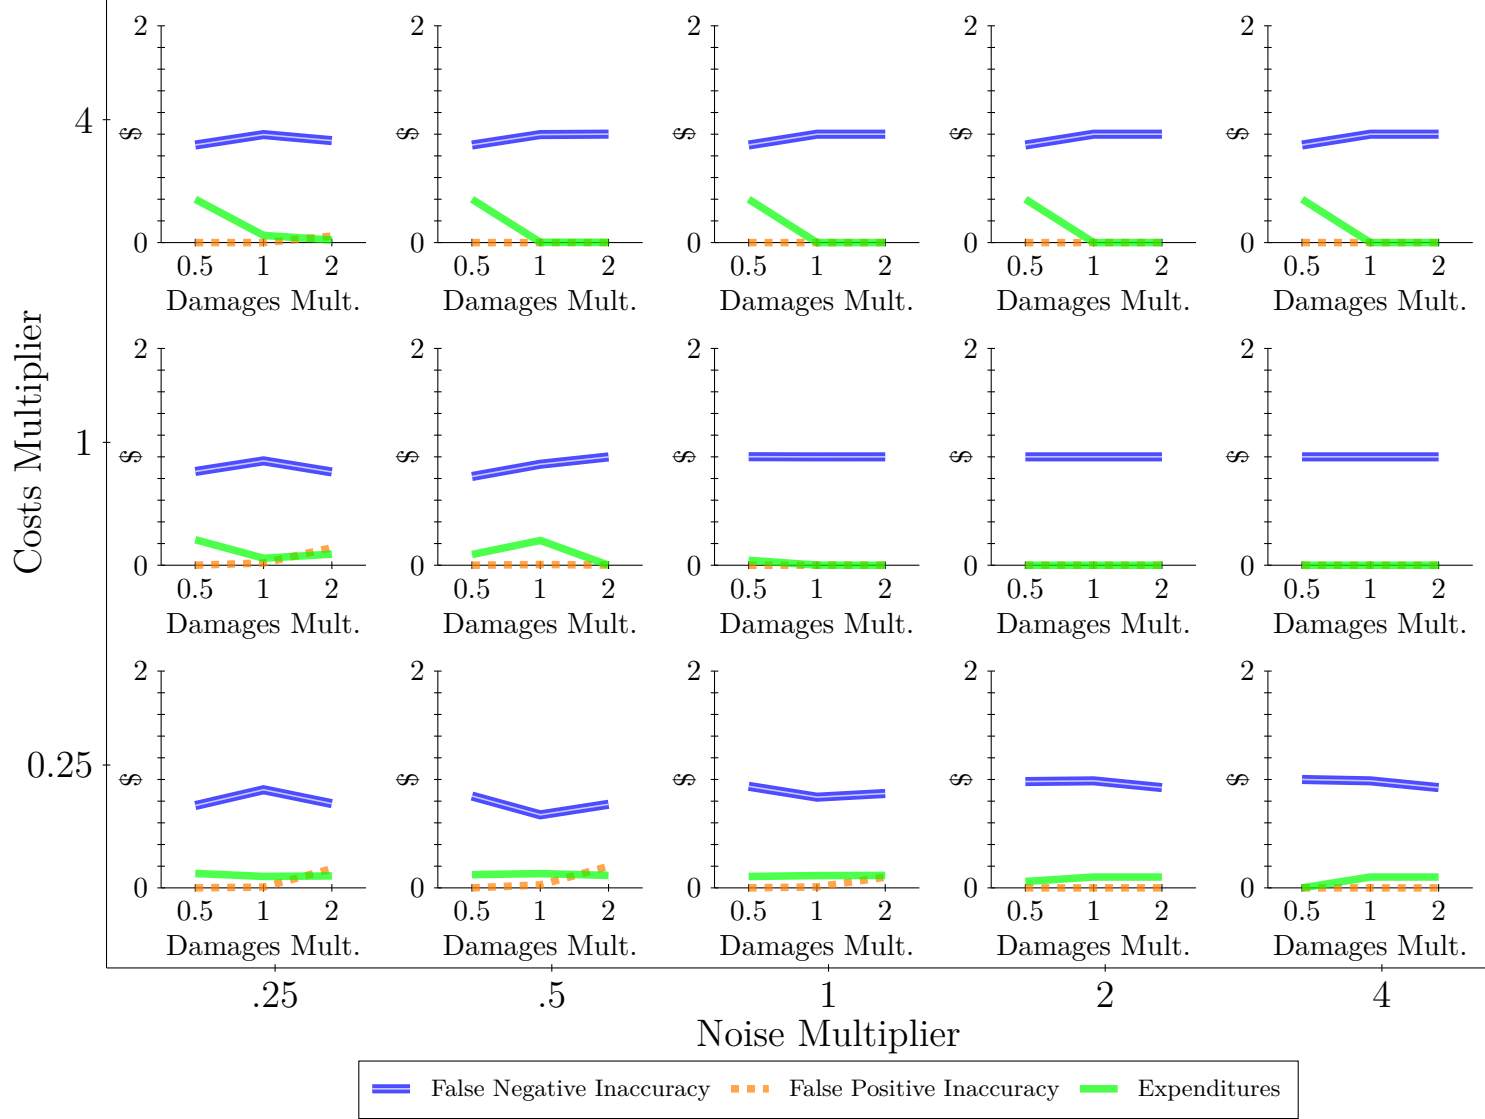 2 2 2 2 2
4
$ $ $ $ $
0 0 0 0 0
0.5 1 2 0.5 1 2 0.5 1 2 0.5 1 2 0.5 1 2
Damages Mult. Damages Mult. Damages Mult. Damages Mult. Damages Mult.
Costs Multiplier
2 2 2 2 2
1
$ $ $ $ $
0 0 0 0 0
0.5 1 2 0.5 1 2 0.5 1 2 0.5 1 2 0.5 1 2
Damages Mult. Damages Mult. Damages Mult. Damages Mult. Damages Mult.
2 2 2 2 2
0.25
$ $ $ $ $
0 0 0 0 0
0.5 1 2 0.5 1 2 0.5 1 2 0.5 1 2 0.5 1 2
Damages Mult. Damages Mult. Damages Mult. Damages Mult. Damages Mult.
.25 .5 1 2 4
Noise Multiplier
False Negative Inaccuracy False Positive Inaccuracy Expenditures